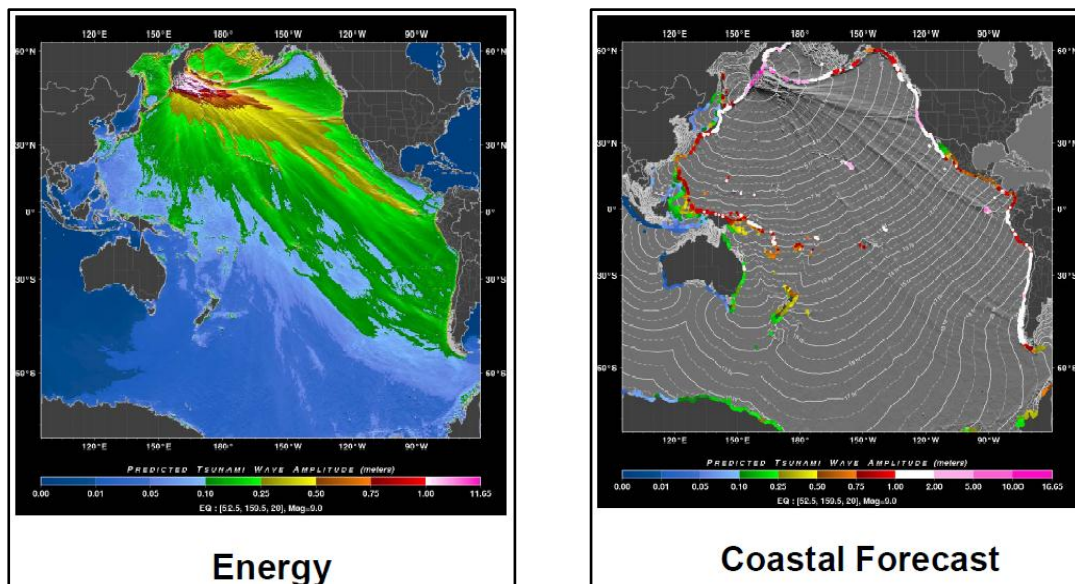 60°N
30°N
0°
30°S
60°S
120°E 150°E 180° 150°W 120°W 90°W
PREDICTED TSUNAMI WAVE AMPLITUDE (meters)
0.00 0.01 0.05 0.10 0.25 0.50 0.75 1.00 11.65
EQ : [52.5, 159.5, 20], Mag=9.0
Energy
60°N
30°N
0°
30°S
60°S
120°E 150°E 180° 150°W 120°W 90°W
PREDICTED TSUNAMI WAVE AMPLITUDE (meters)
0.00 0.01 0.05 0.10 0.25 0.50 0.75 1.00 2.00 5.00 10.00 16.65
EQ : [52.5, 159.5, 20], Mag=9.0
Coastal Forecast